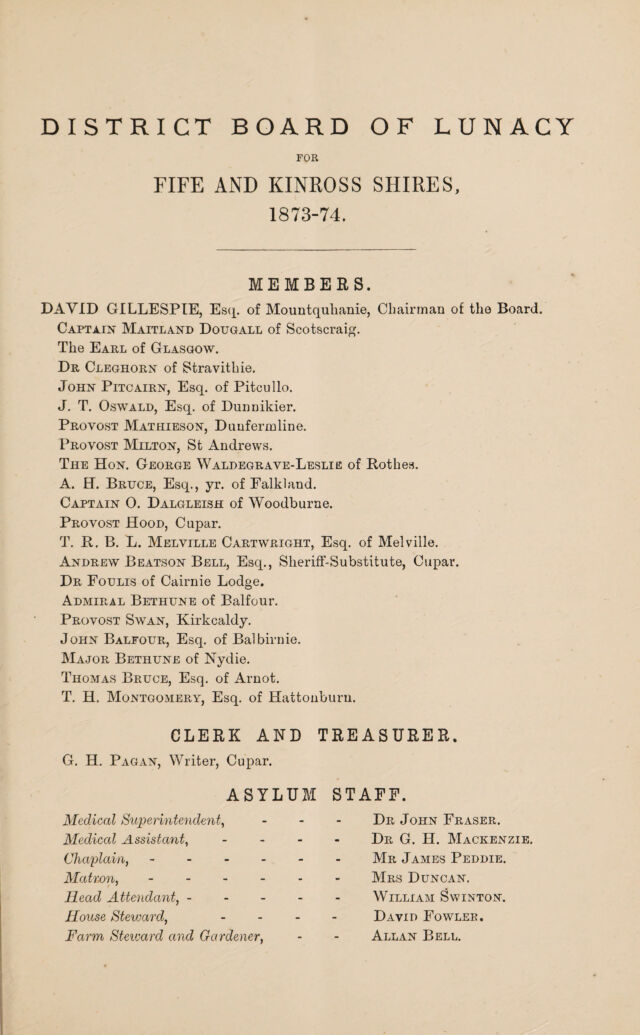 DISTRICT BOARD OF LUNACY
FOR
FIFE AND KINROSS SHIRES,
1873-74.
MEMBERS.
DAVID GILLESPIE, Esq. of Mountquhanie, Chairman of the Board.
CAPTAIN MAITLAND DOUGALL of Scotscraig.
The EARL of GLASGOW.
DR CLEGHORN of Stravithie.
JOHN PITCAIRN, Esq. of Pitcullo.
J. T. OSWALD, Esq. of Dunnikier.
PROVOST MATHIESON, Dunfermline.
PROVOST MILTON, St Andrews.
THE HON. GEORGE WALDEGRAVE-LESLIE of Rothes.
A. H. BRUCE, Esq., yr. of Falkland.
CAPTAIN O. DALGLEISH of Woodburne.
PROVOST HOOD, Cupar.
T. R. B. L. MELVILLE CARTWRIGHT, Esq. of Melville.
ANDREW BEATSON BELL, Esq., Sheriff-Substitute, Cupar.
DR FOULIS of Cairnie Lodge.
ADMIRAL BETHUNE of Balfour.
PROVOST SWAN, Kirkcaldy.
JOHN BALFOUR, Esq. of Balbirnie.
MAJOR BETHUNE of Nydie.
THOMAS BRUCE, Esq. of Arnot.
T. H. MONTGOMERY, Esq. of Hattonburn.
CLERK AND TREASURER.
G. H. PAGAN, Writer, Cupar.
ASYLUM STAFF.
Medical Superintendent, - - - DR JOHN FRASER.
Medical Assistant, - - - - DR G. H. MACKENZIE.
Chaplain, - - - - - - MR JAMES PEDDIE.
Matron, - - - - - - MRS DUNCAN.
Head Attendant, - - - - - WILLIAM SWINTON.
House Steward, - - - - DAVID FOWLER.
Farm Steward and Gardener, - - ALLAN BELL.